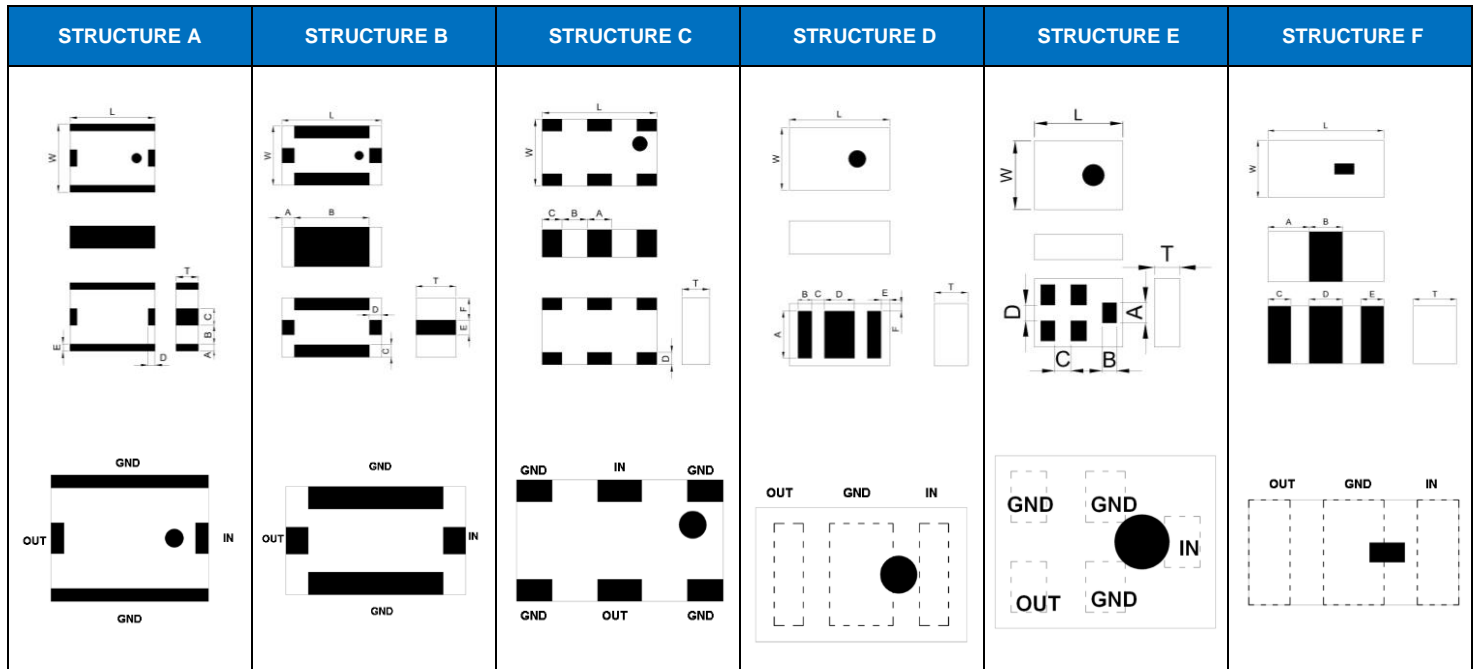 STRUCTURE A
STRUCTURE B
STRUCTURE C
STRUCTURE D
STRUCTURE E
STRUCTURE F
L
W
T
C
B
A
E
D
GND
OUT
IN
GND
L
W
A
B
T
D
F
E
C
GND
OUT
IN
GND
L
W
C
B
A
T
D
GND
IN
GND
GND
OUT
GND
L
W
B
C
D
E
T
A
F
OUT
GND
IN
L
W
T
D
A
C
B
GND
GND
IN
OUT
GND
L
W
A
B
C
D
E
T
OUT
GND
IN